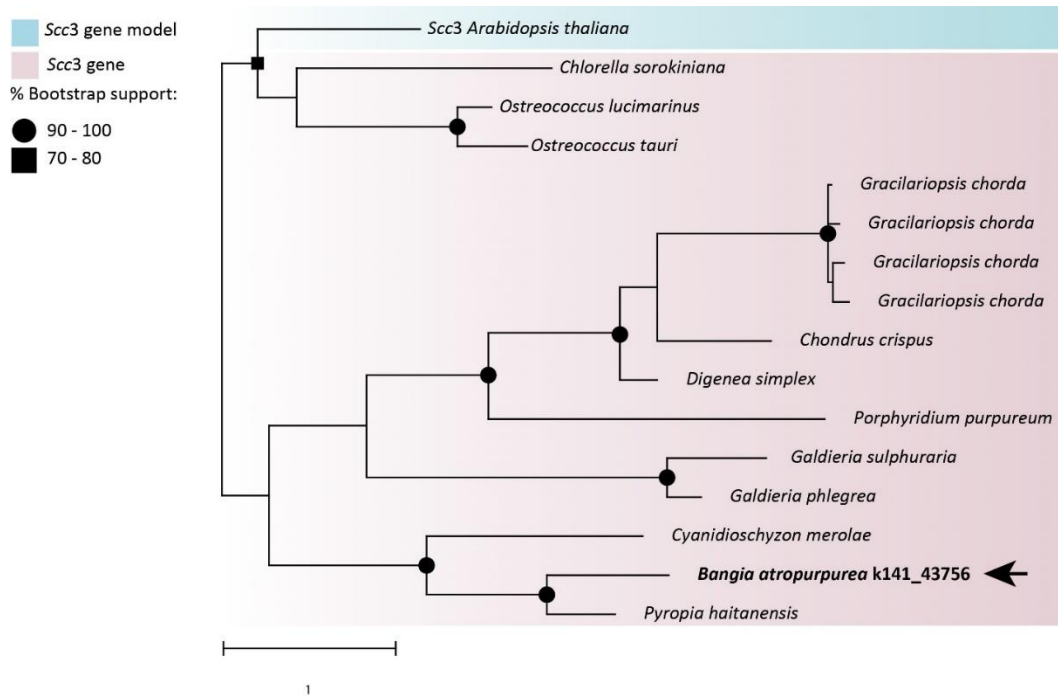 Scc3 gene model
Scc3 gene
% Bootstrap support:
90 - 100
70 - 80
Scc3 Arabidopsis thaliana
Chlorella sorokiniana
Ostreococcus lucimarinus
Ostreococcus tauri
Gracilariopsis chorda
Gracilariopsis chorda
Gracilariopsis chorda
Gracilariopsis chorda
Chondrus crispus
Digenea simplex
Porphyridium purpureum
Galdieria sulphuraria
Galdieria phlegrea
Cyanidioschyzon merolae
Bangia atropurpurea k141_43756
Pyropia haitanensis
1